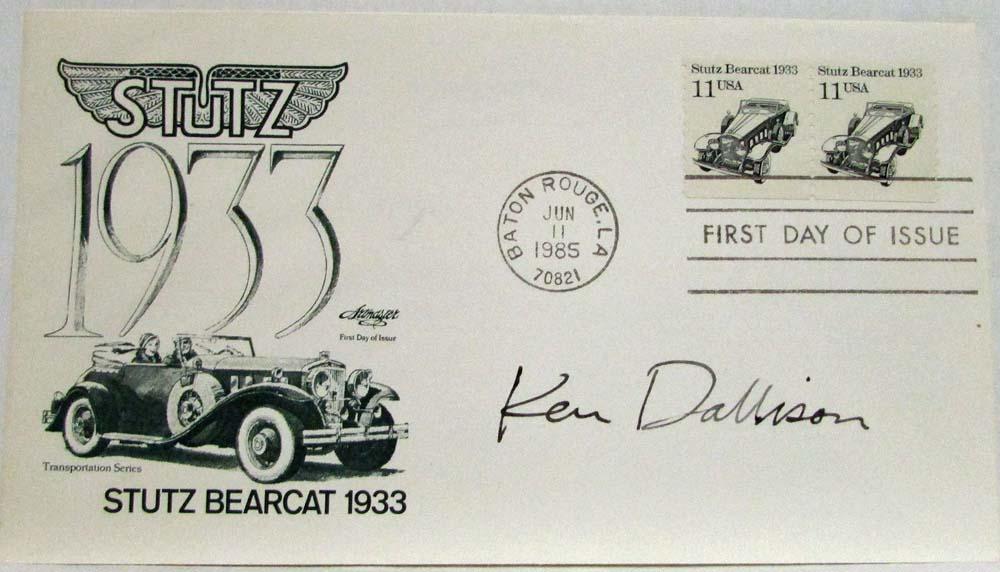 STUTZ
1933
Artmaster
First Day of Issue
Transportation Series
STUTZ BEARCAT 1933
Stutz Bearcat 1933
11 USA
Stutz Bearcat 1933
11 USA
BATON ROUGE, LA
JUN
11
1985
70821
FIRST DAY OF ISSUE
Ken Dallison